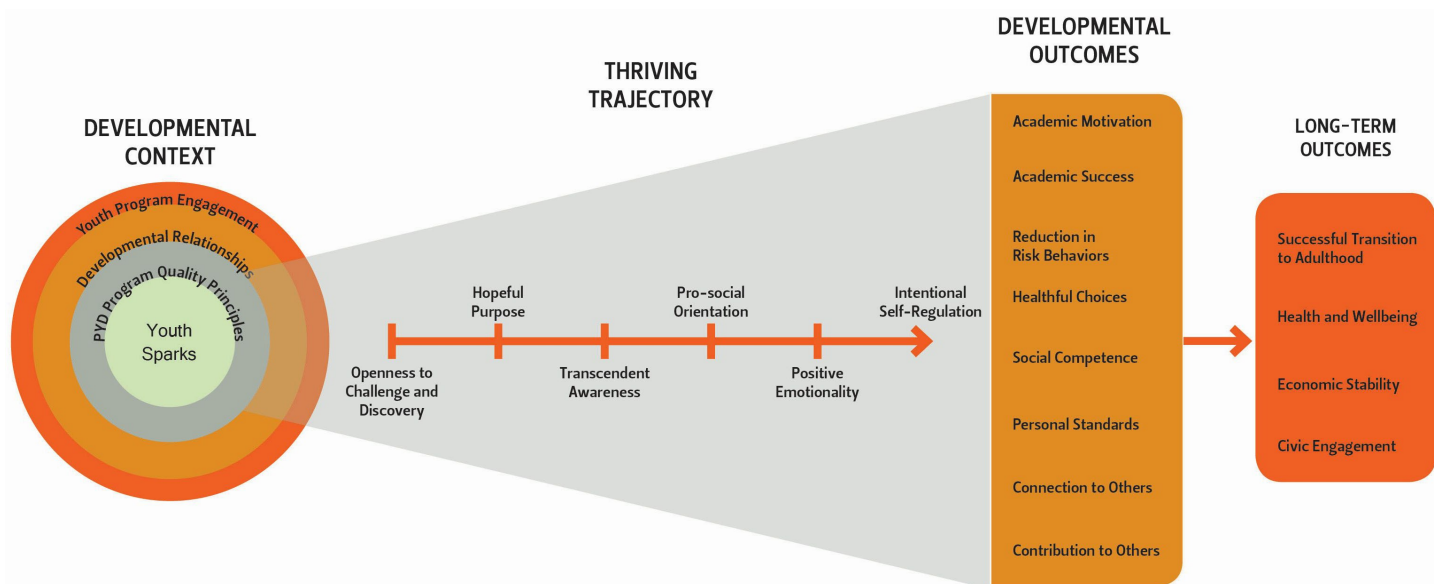 DEVELOPMENTAL
CONTEXT
Youth Program Engagement
Developmental Relationships
PYD Program Quality Principles
Youth
Sparks
THRIVING
TRAJECTORY
Openness to
Challenge and
Discovery
Hopeful
Purpose
Transcendent
Awareness
Pro-social
Orientation
Positive
Emotionality
Intentional
Self-Regulation
DEVELOPMENTAL
OUTCOMES
Academic Motivation
Academic Success
Reduction in
Risk Behaviors
Healthful Choices
Social Competence
Personal Standards
Connection to Others
Contribution to Others
LONG-TERM
OUTCOMES
Successful Transition
to Adulthood
Health and Wellbeing
Economic Stability
Civic Engagement